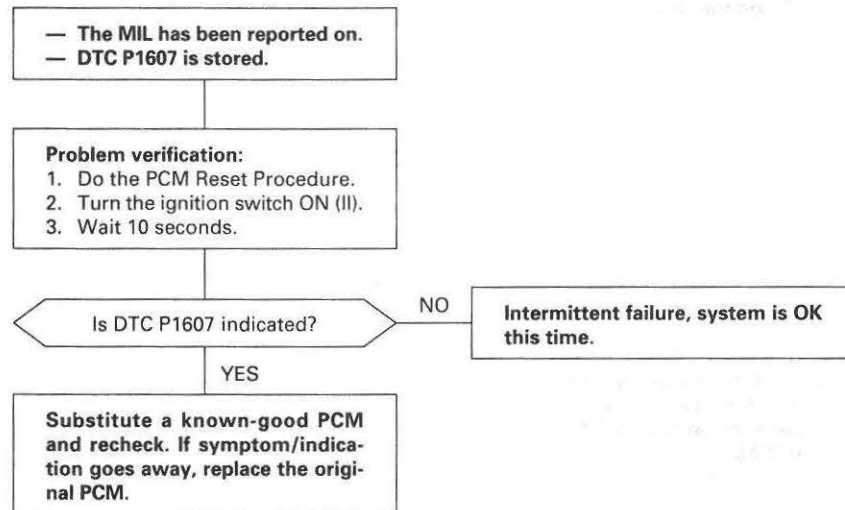 — The MIL has been reported on.
— DTC P1607 is stored.
Problem verification:
1. Do the PCM Reset Procedure.
2. Turn the ignition switch ON (II).
3. Wait 10 seconds.
Is DTC P1607 indicated?
NO
Intermittent failure, system is OK
this time.
YES
Substitute a known-good PCM
and recheck. If symptom/indica-
tion goes away, replace the origi-
nal PCM.